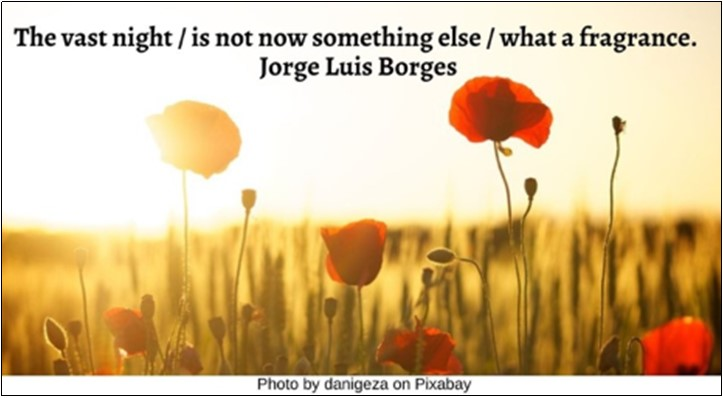 The vast night / is not now something else / what a fragrance.
Jorge Luis Borges
Photo by danigeza on Pixabay